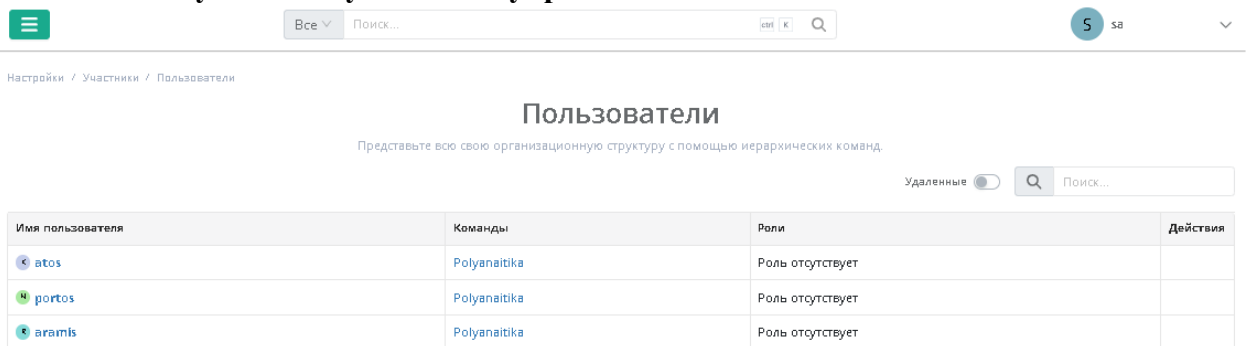 Все Поиск... ctrl K S sa
Настройки / Участники / Пользователи
Пользователи
Представьте всю свою организационную структуру с помощью иерархических команд.
Удаленные Поиск...
Имя пользователя Команды Роли Действия
atos Polyanaitika Роль отсутствует
portos Polyanaitika Роль отсутствует
aramis Polyanaitika Роль отсутствует